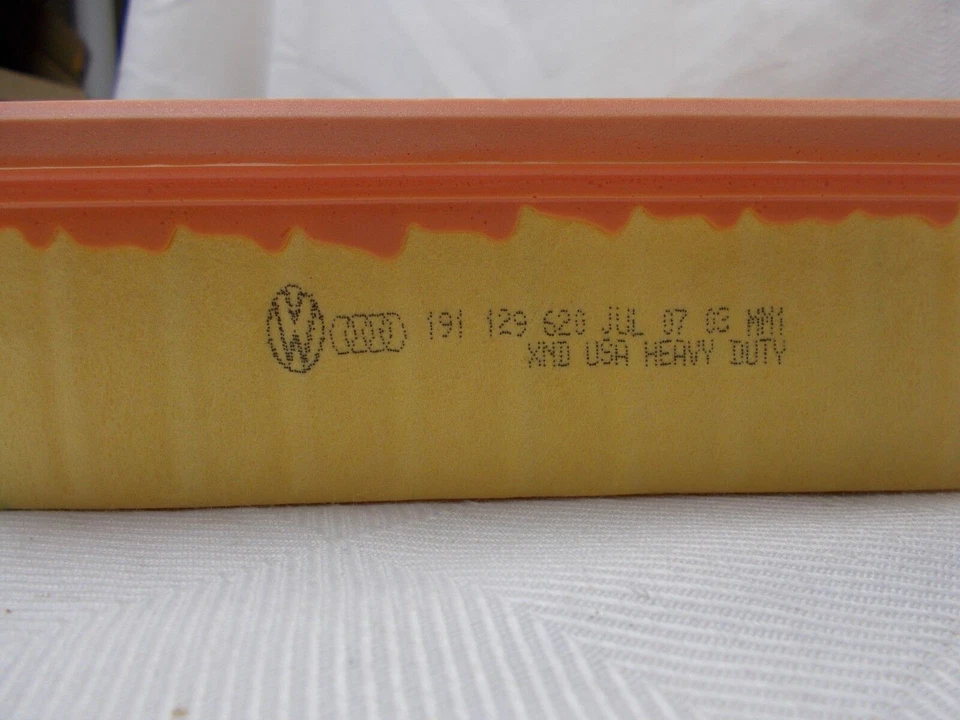 191 129 620 JUL 07 03 MM1
XND USA HEAVY DUTY